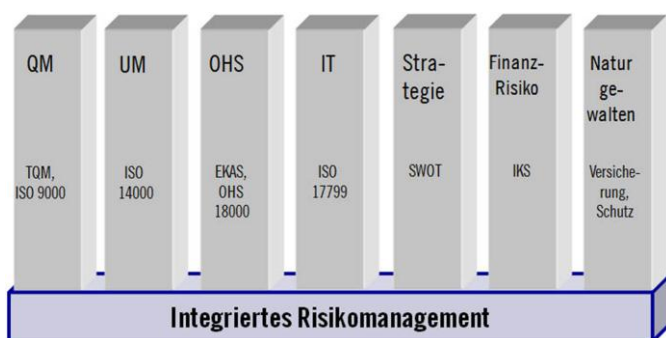 QM
TQM,
ISO 9000
UM
ISO
14000
OHS
EKAS,
OHS
18000
IT
ISO
17799
Stra-
tegie
SWOT
Finanz-
Risiko
IKS
Natur
ge-
walten
Versiche-
rung,
Schutz
Integriertes Risikomanagement